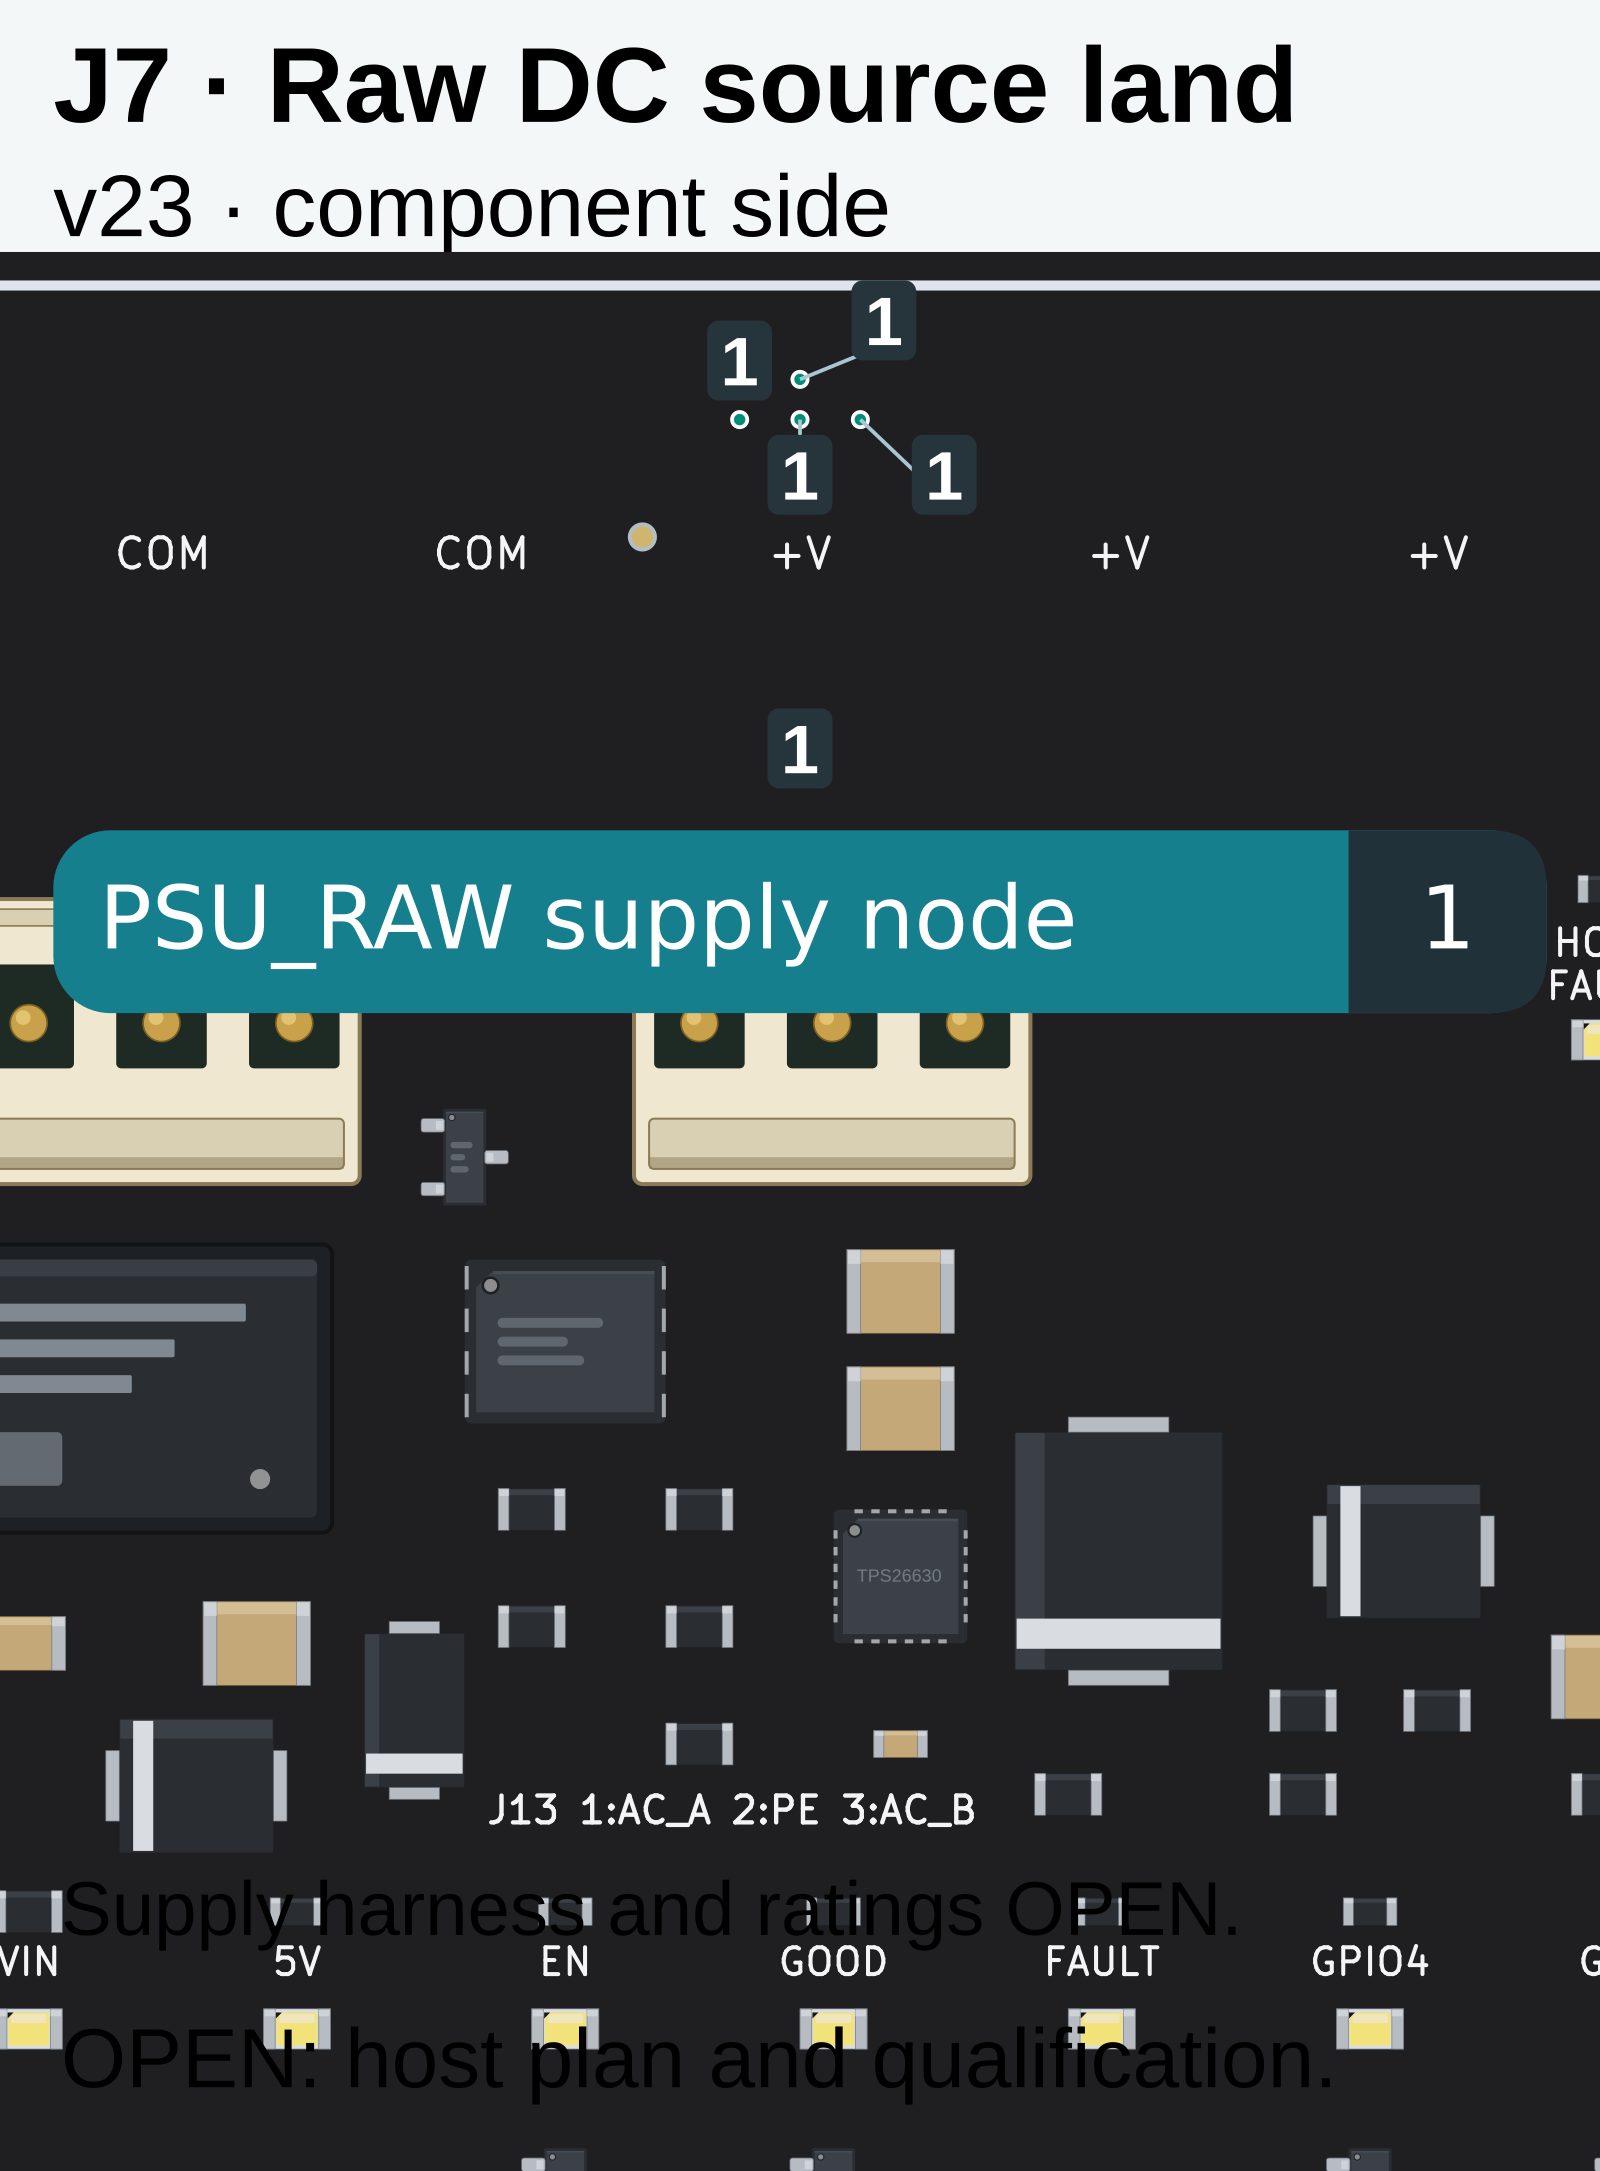 J7 · Raw DC source land
v23 · component side
1
1
1
1
COM COM +V +V +V
1
PSU_RAW supply node 1
HO
FAU
TPS26630
J13 1:AC_A 2:PE 3:AC_B
Supply harness and ratings OPEN.
VIN 5V EN GOOD FAULT GPIO4 G
OPEN: host plan and qualification.